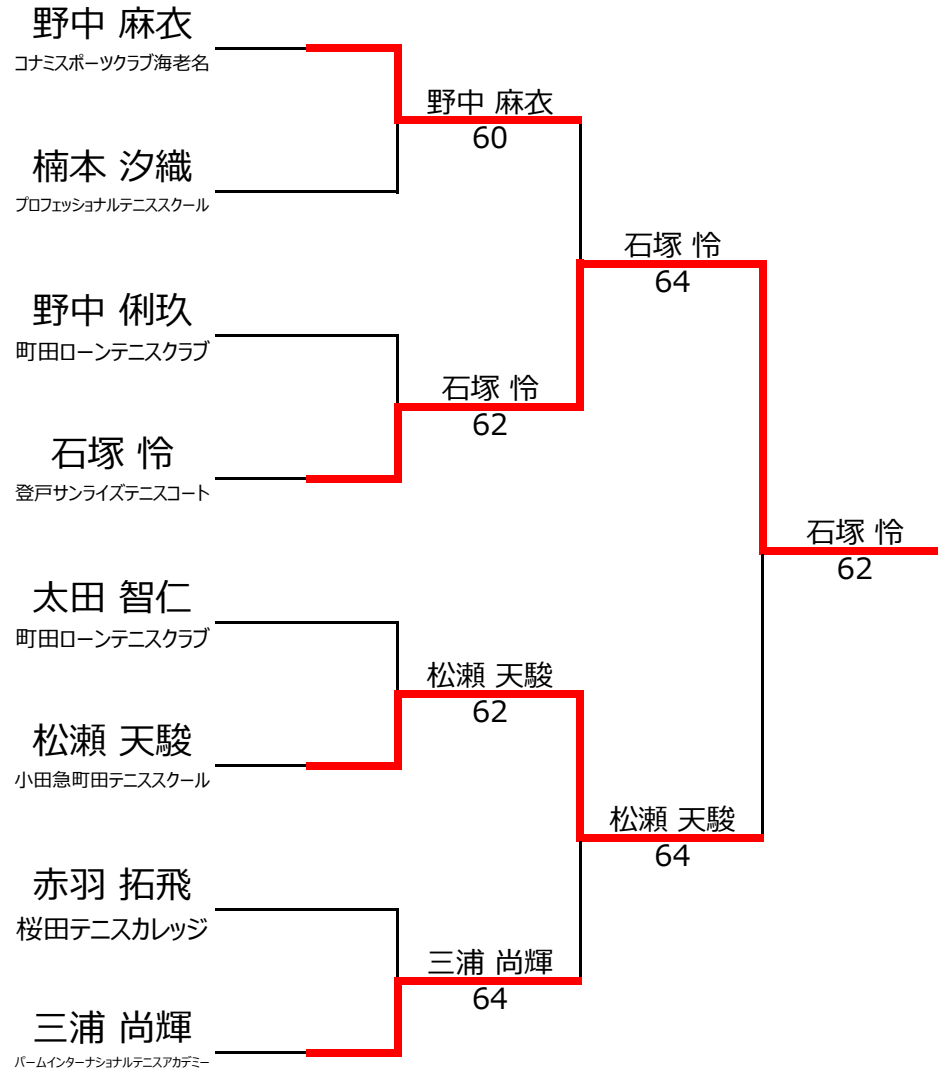 野中 麻衣
コナミスポーツクラブ海老名
野中 麻衣
60
楠本 汐織
プロフェッショナルテニススクール
石塚 怜
64
野中 俐玖
町田ローンテニスクラブ
石塚 怜
62
石塚 怜
登戸サンライズテニスコート
石塚 怜
62
太田 智仁
町田ローンテニスクラブ
松瀬 天駿
62
松瀬 天駿
小田急町田テニススクール
松瀬 天駿
64
赤羽 拓飛
桜田テニスカレッジ
三浦 尚輝
64
三浦 尚輝
パームインターナショナルテニスアカデミー